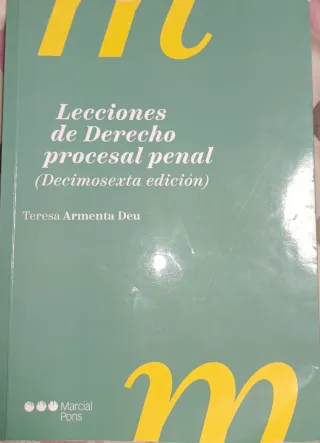 m
Lecciones
de Derecho
procesal penal
(Decimosexta edición)
Teresa Armenta Deu
Marcial
Pons
m